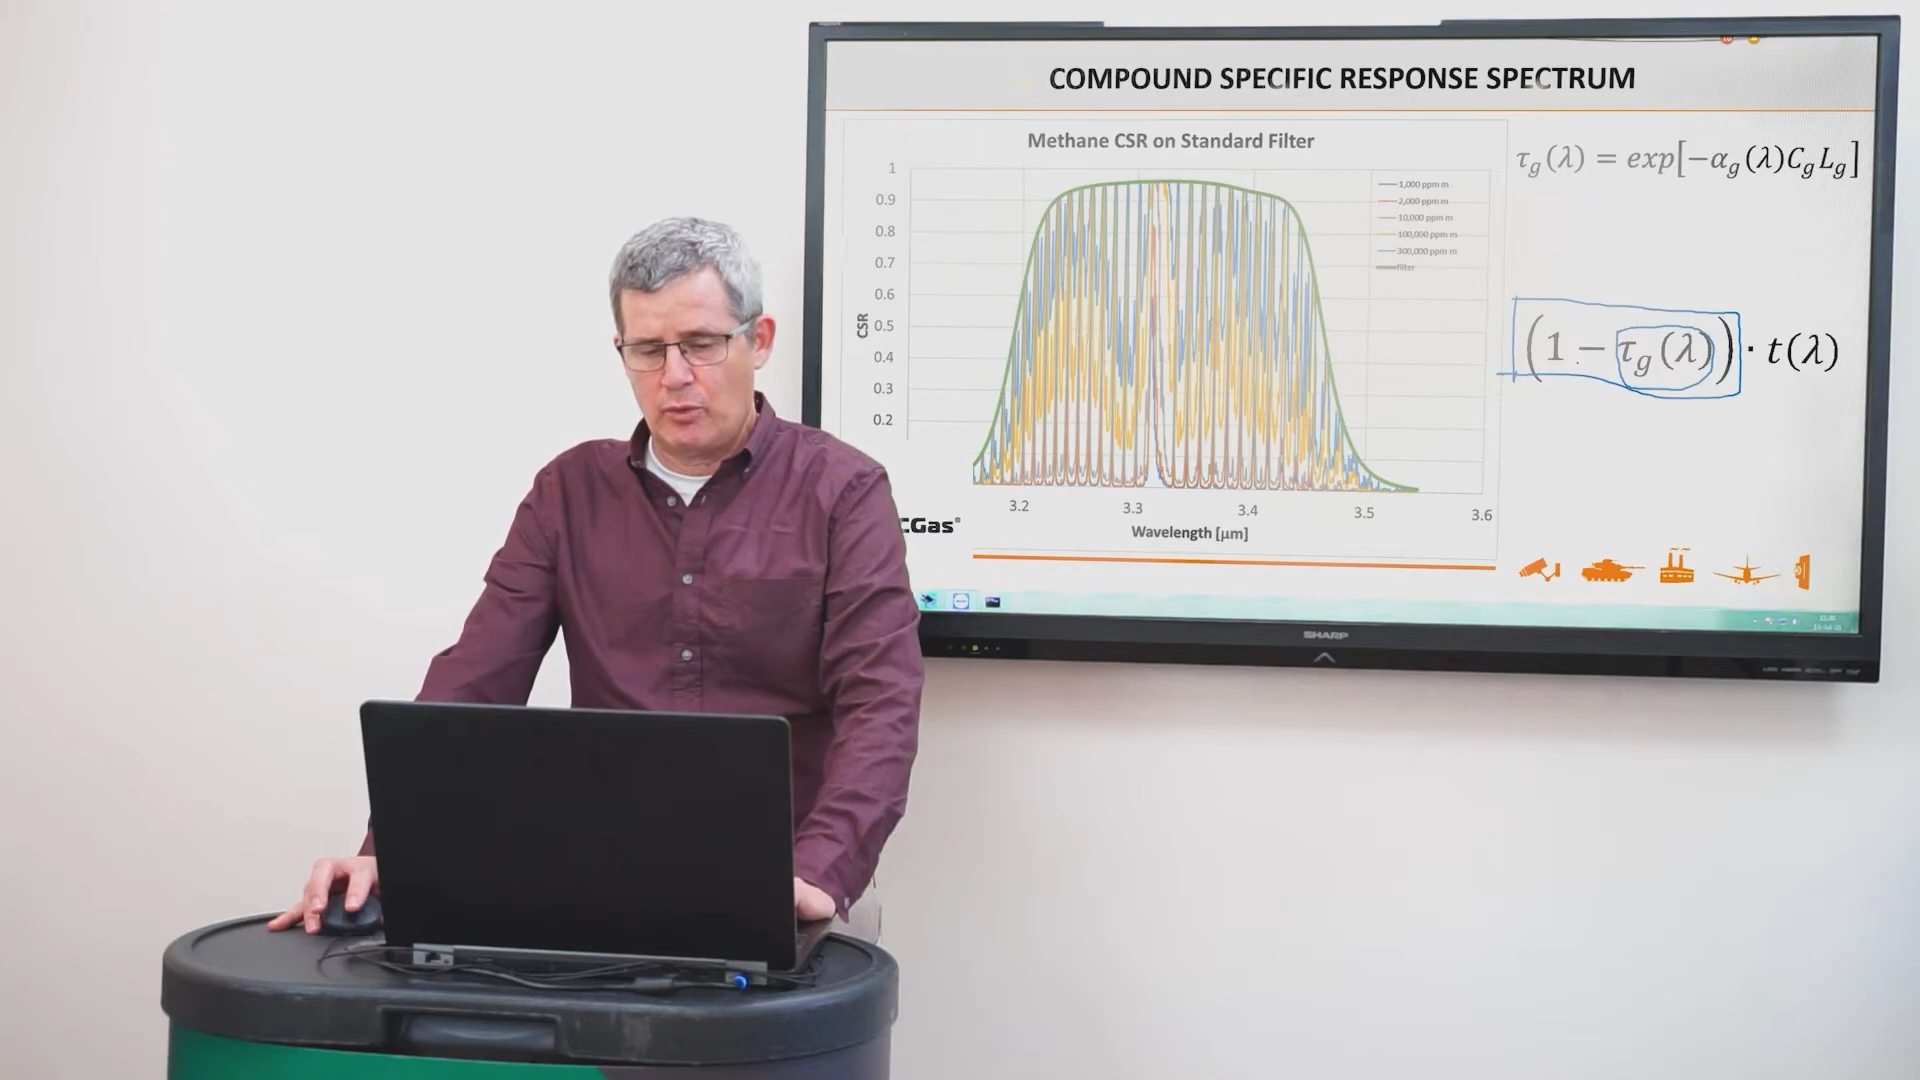 COMPOUND SPECIFIC RESPONSE SPECTRUM
Methane CSR on Standard Filter
τg(λ) = exp[−αg(λ)CgLg]
1
0.9
0.8
0.7
0.6
0.5
0.4
0.3
0.2
CSR
1,000 ppm m
2,000 ppm m
10,000 ppm m
100,000 ppm m
300,000 ppm m
filter
(1 − τg(λ)) · t(λ)
3.2 3.3 3.4 3.5 3.6
Wavelength [μm]
CGas®
SHARP